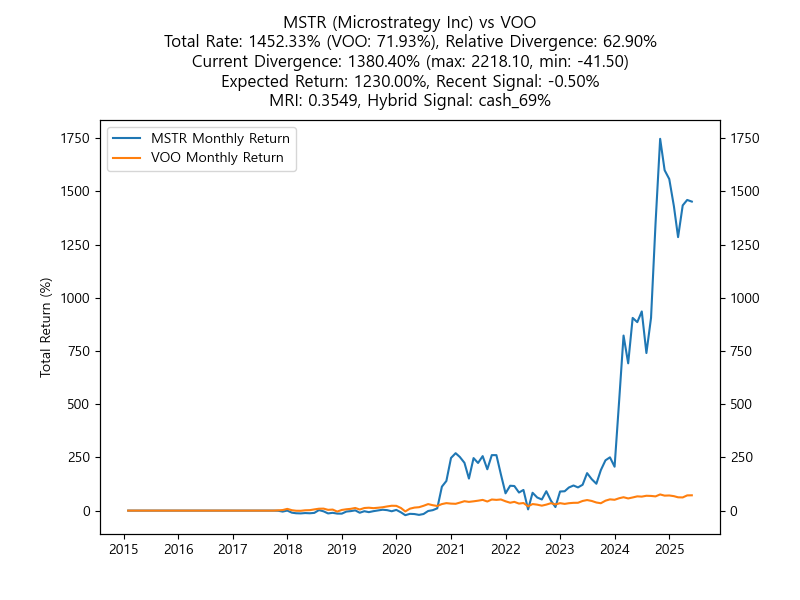 MSTR (Microstrategy Inc) vs VOO
Total Rate: 1452.33% (VOO: 71.93%), Relative Divergence: 62.90%
Current Divergence: 1380.40% (max: 2218.10, min: -41.50)
Expected Return: 1230.00%, Recent Signal: -0.50%
MRI: 0.3549, Hybrid Signal: cash_69%
MSTR Monthly Return
VOO Monthly Return
Total Return (%)
1750 1750
1500 1500
1250 1250
1000 1000
750 750
500 500
250 250
0 0
2015 2016 2017 2018 2019 2020 2021 2022 2023 2024 2025